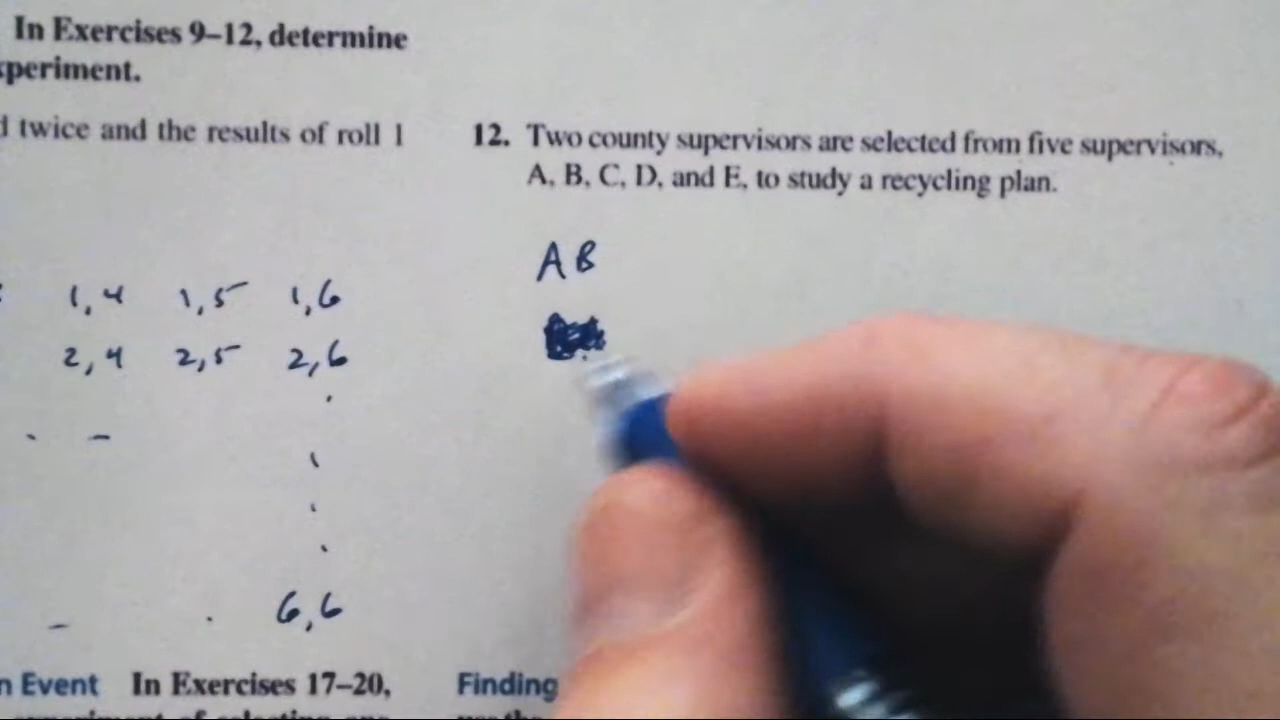 In Exercises 9–12, determine
xperiment.
d twice and the results of roll 1
12. Two county supervisors are selected from five supervisors,
A, B, C, D, and E, to study a recycling plan.
A B
1,4 1,5 1,6
2,4 2,5 2,6
6,6
n Event In Exercises 17–20,
Finding